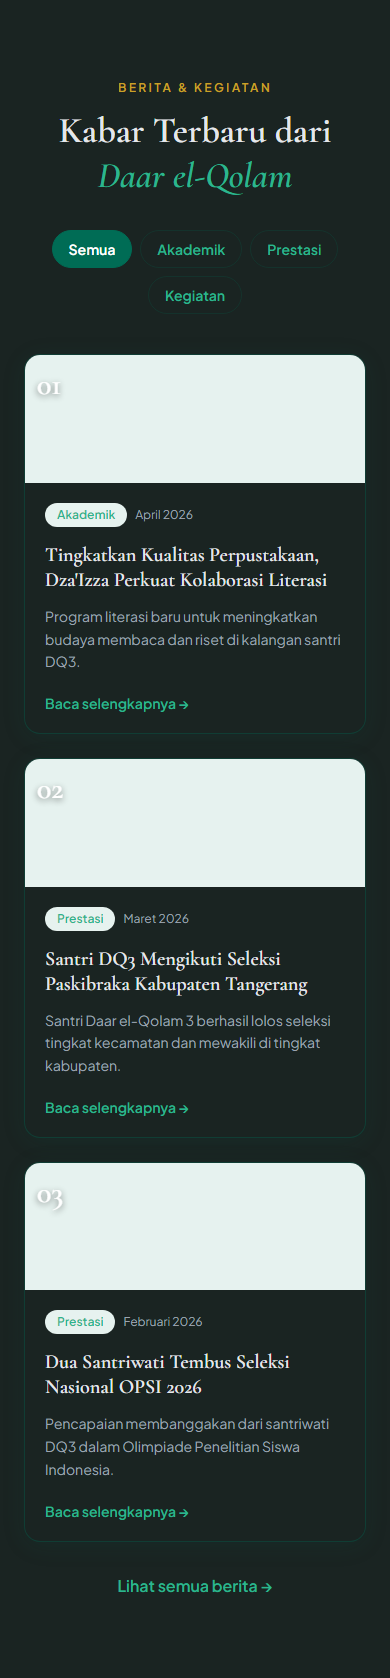 BERITA & KEGIATAN
Kabar Terbaru dari
Daar el-Qolam
Semua
Akademik
Prestasi
Kegiatan
01
Akademik
April 2026
Tingkatkan Kualitas Perpustakaan,
Dza'Izza Perkuat Kolaborasi Literasi
Program literasi baru untuk meningkatkan
budaya membaca dan riset di kalangan santri
DQ3.
Baca selengkapnya →
02
Prestasi
Maret 2026
Santri DQ3 Mengikuti Seleksi
Paskibraka Kabupaten Tangerang
Santri Daar el-Qolam 3 berhasil lolos seleksi
tingkat kecamatan dan mewakili di tingkat
kabupaten.
Baca selengkapnya →
03
Prestasi
Februari 2026
Dua Santriwati Tembus Seleksi
Nasional OPSI 2026
Pencapaian membanggakan dari santriwati
DQ3 dalam Olimpiade Penelitian Siswa
Indonesia.
Baca selengkapnya →
Lihat semua berita →